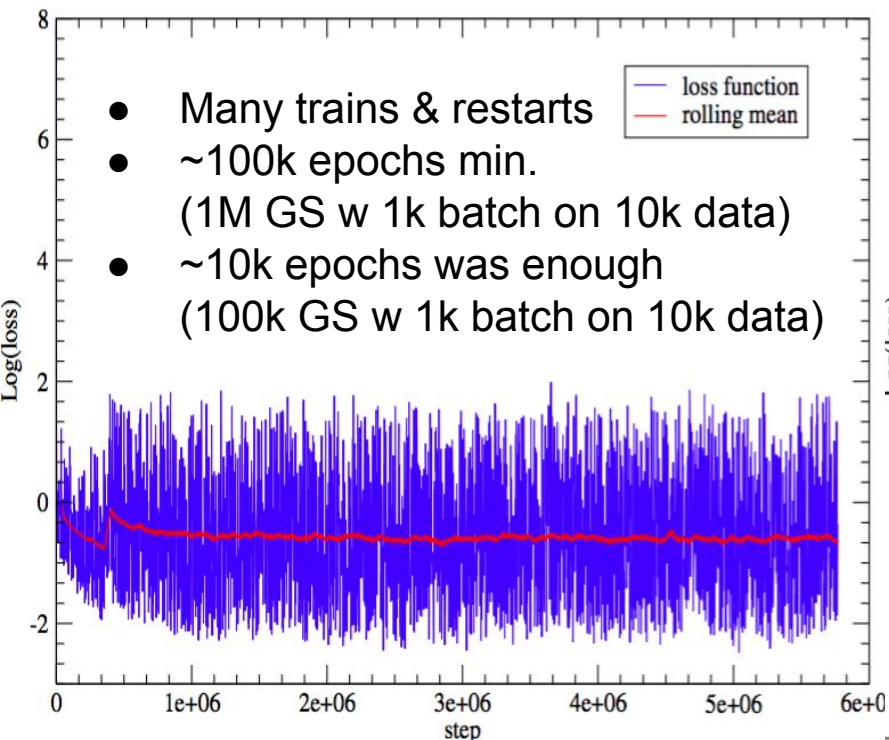 8
loss function
rolling mean
● Many trains & restarts
6
● ~100k epochs min.
(1M GS w 1k batch on 10k data)
4
● ~10k epochs was enough
(100k GS w 1k batch on 10k data)
Log(loss)
2
0
-2
0 1e+06 2e+06 3e+06 4e+06 5e+06 6e+0
step